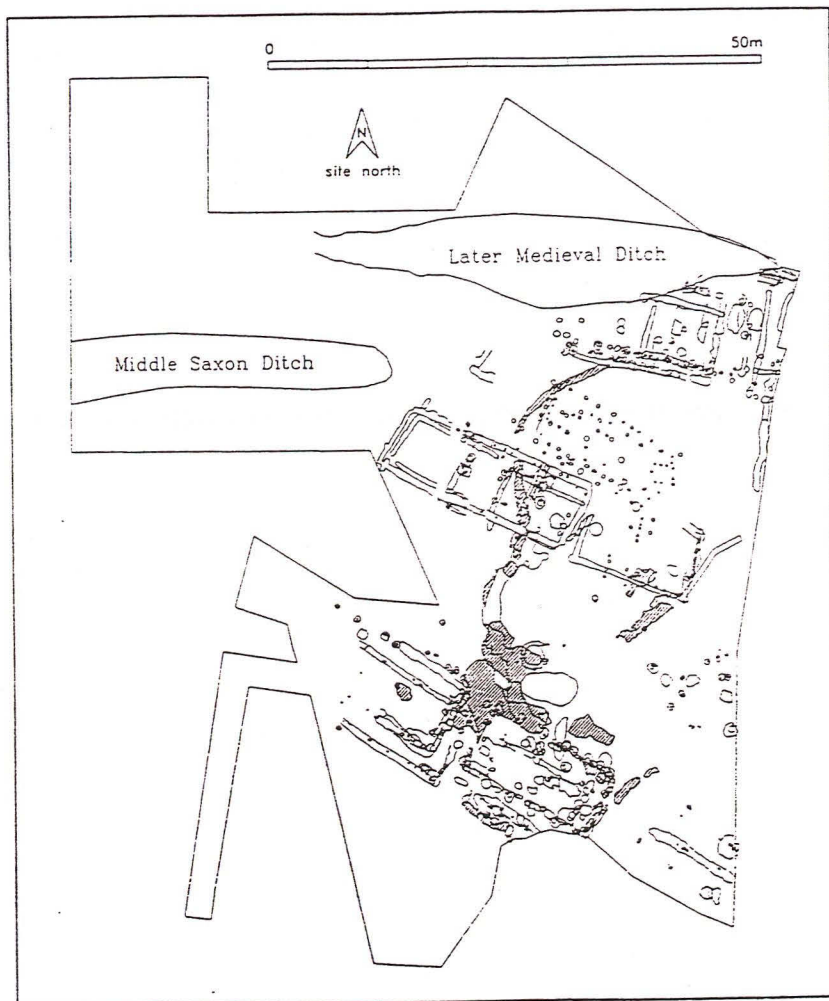 0 50m
N
site north
Later Medieval Ditch
Middle Saxon Ditch